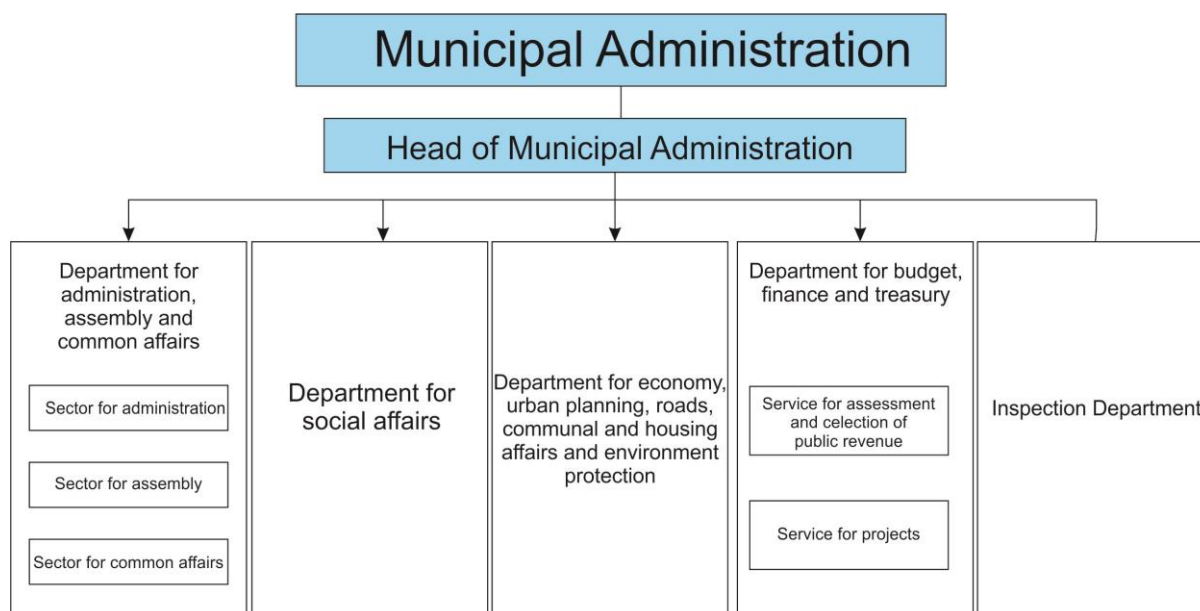 Municipal Administration
Head of Municipal Administration
Department for
administration,
assembly and
common affairs
Sector for administration
Sector for assembly
Sector for common affairs
Department for
social affairs
Department for economy,
urban planning, roads,
communal and housing
affairs and environment
protection
Department for budget,
finance and treasury
Service for assessment
and celection of
public revenue
Service for projects
Inspection Department